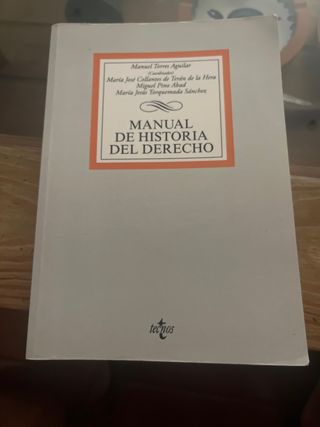 Manuel Torres Aguilar
(Coordinador)
María José Collantes de Terán de la Hera
Miguel Pino Abad
María Jesús Torquemada Sánchez
MANUAL
DE HISTORIA
DEL DERECHO
tecnos